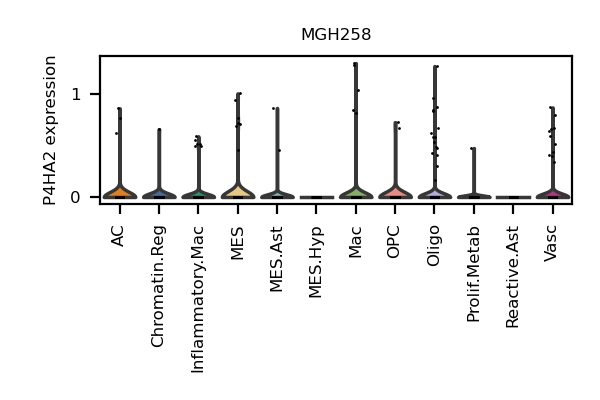 MGH258
P4HA2 expression
1
0
AC
Chromatin.Reg
Inflammatory.Mac
MES
MES.Ast
MES.Hyp
Mac
OPC
Oligo
Prolif.Metab
Reactive.Ast
Vasc